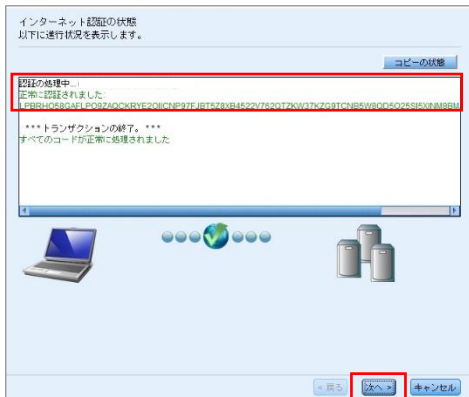 インターネット認証の状態
以下に進行状況を表示します。
コピーの状態
認証の処理中...
正常に認証されました:
*** トランザクションの終了。 ***
すべてのコードが正常に処理されました
< 戻る
次へ >
キャンセル